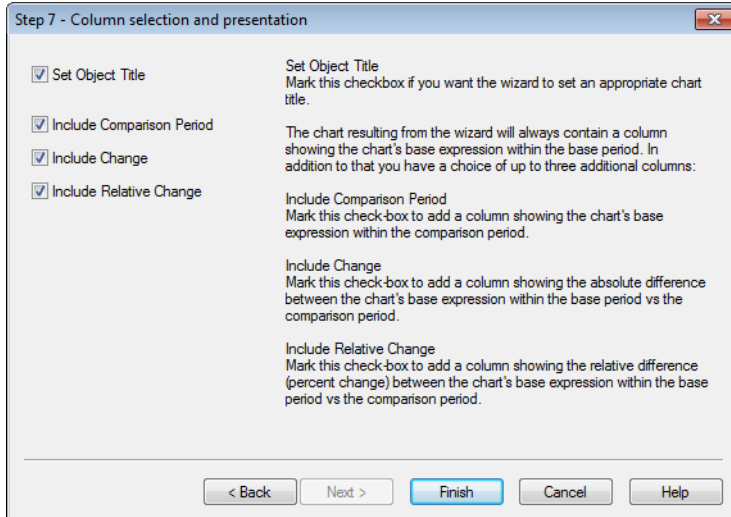 Step 7 - Column selection and presentation
Set Object Title
Include Comparison Period
Include Change
Include Relative Change
Set Object Title
Mark this checkbox if you want the wizard to set an appropriate chart
title.
The chart resulting from the wizard will always contain a column
showing the chart's base expression within the base period. In
addition to that you have a choice of up to three additional columns:
Include Comparison Period
Mark this check-box to add a column showing the chart's base
expression within the comparison period.
Include Change
Mark this check-box to add a column showing the absolute difference
between the chart's base expression within the base period vs the
comparison period.
Include Relative Change
Mark this check-box to add a column showing the relative difference
(percent change) between the chart's base expression within the base
period vs the comparison period.
< Back
Next >
Finish
Cancel
Help